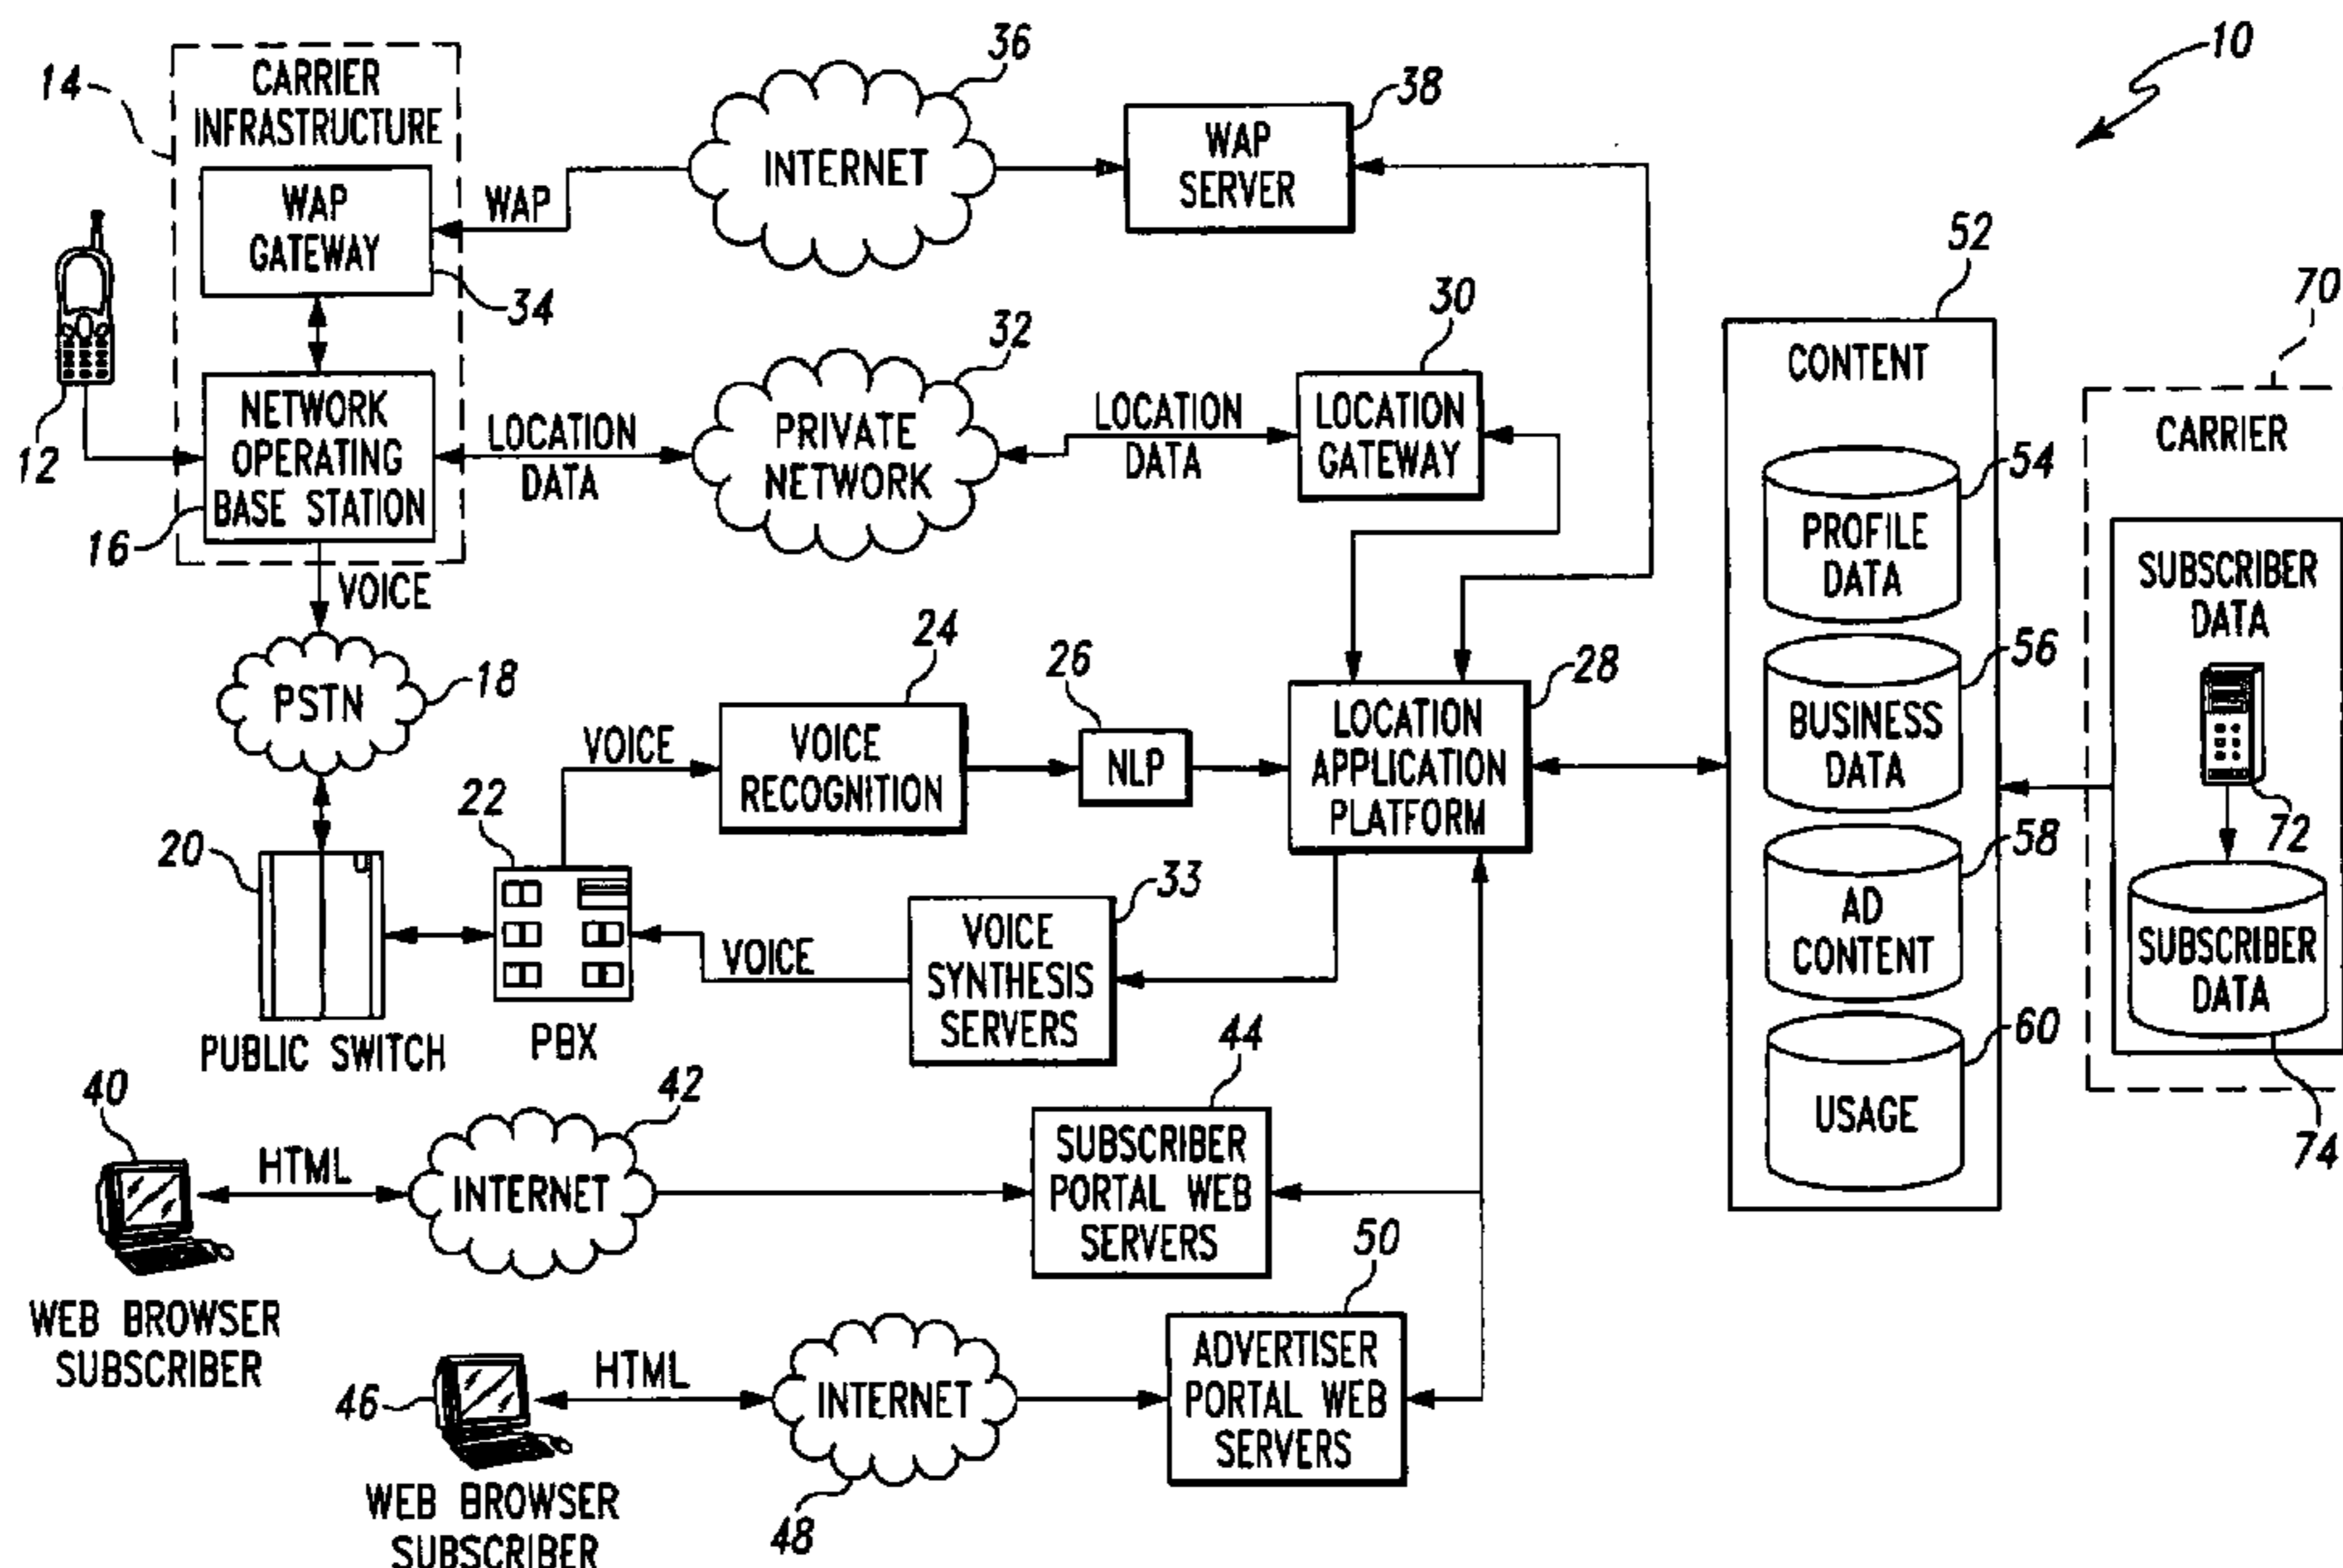 36
10
14
CARRIER
INFRASTRUCTURE
38
WAP
GATEWAY
WAP
INTERNET
WAP
SERVER
34
52
70
12
NETWORK
OPERATING
BASE STATION
16
LOCATION
DATA
32
PRIVATE
NETWORK
LOCATION
DATA
30
LOCATION
GATEWAY
CONTENT
CARRIER
54
PROFILE
DATA
SUBSCRIBER
DATA
VOICE
18
PSTN
24
VOICE
VOICE
RECOGNITION
26
NLP
28
LOCATION
APPLICATION
PLATFORM
56
BUSINESS
DATA
72
20
PUBLIC SWITCH
22
PBX
VOICE
33
VOICE
SYNTHESIS
SERVERS
58
AD
CONTENT
SUBSCRIBER
DATA
60
USAGE
74
40
HTML
42
INTERNET
44
SUBSCRIBER
PORTAL WEB
SERVERS
WEB BROWSER
SUBSCRIBER
46
HTML
INTERNET
48
50
ADVERTISER
PORTAL WEB
SERVERS
WEB BROWSER
SUBSCRIBER